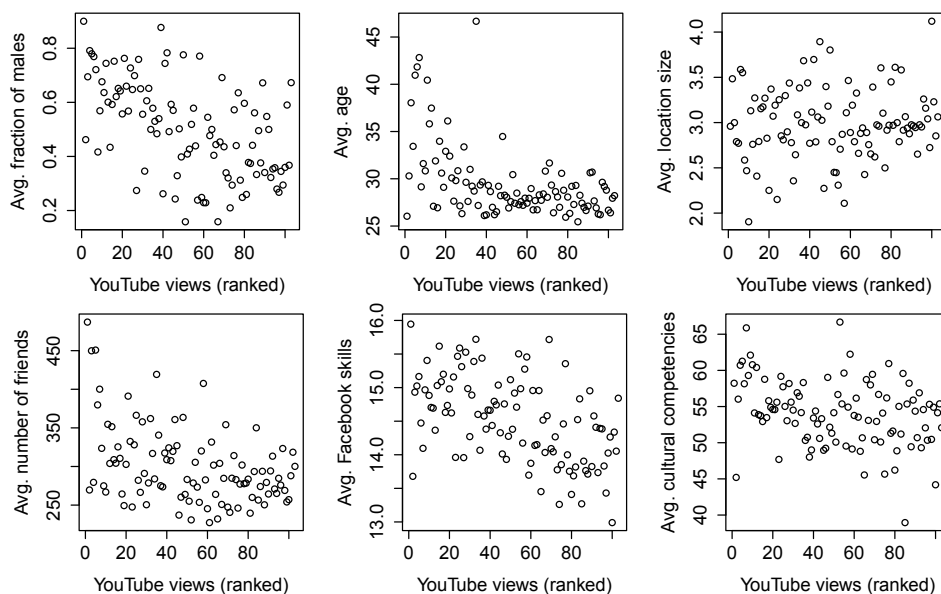 Avg. fraction of males
0.2 0.4 0.6 0.8
0 20 40 60 80
YouTube views (ranked)
Avg. age
25 30 35 40 45
0 20 40 60 80
YouTube views (ranked)
Avg. location size
2.0 2.5 3.0 3.5 4.0
0 20 40 60 80
YouTube views (ranked)
Avg. number of friends
250 350 450
0 20 40 60 80
YouTube views (ranked)
Avg. Facebook skills
13.0 14.0 15.0 16.0
0 20 40 60 80
YouTube views (ranked)
Avg. cultural competencies
40 45 50 55 60 65
0 20 40 60 80
YouTube views (ranked)